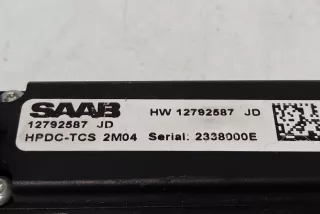 SAAB HW 12792587 JD
12792587 JD
HPDC-TCS 2M04 Serial: 2338000E